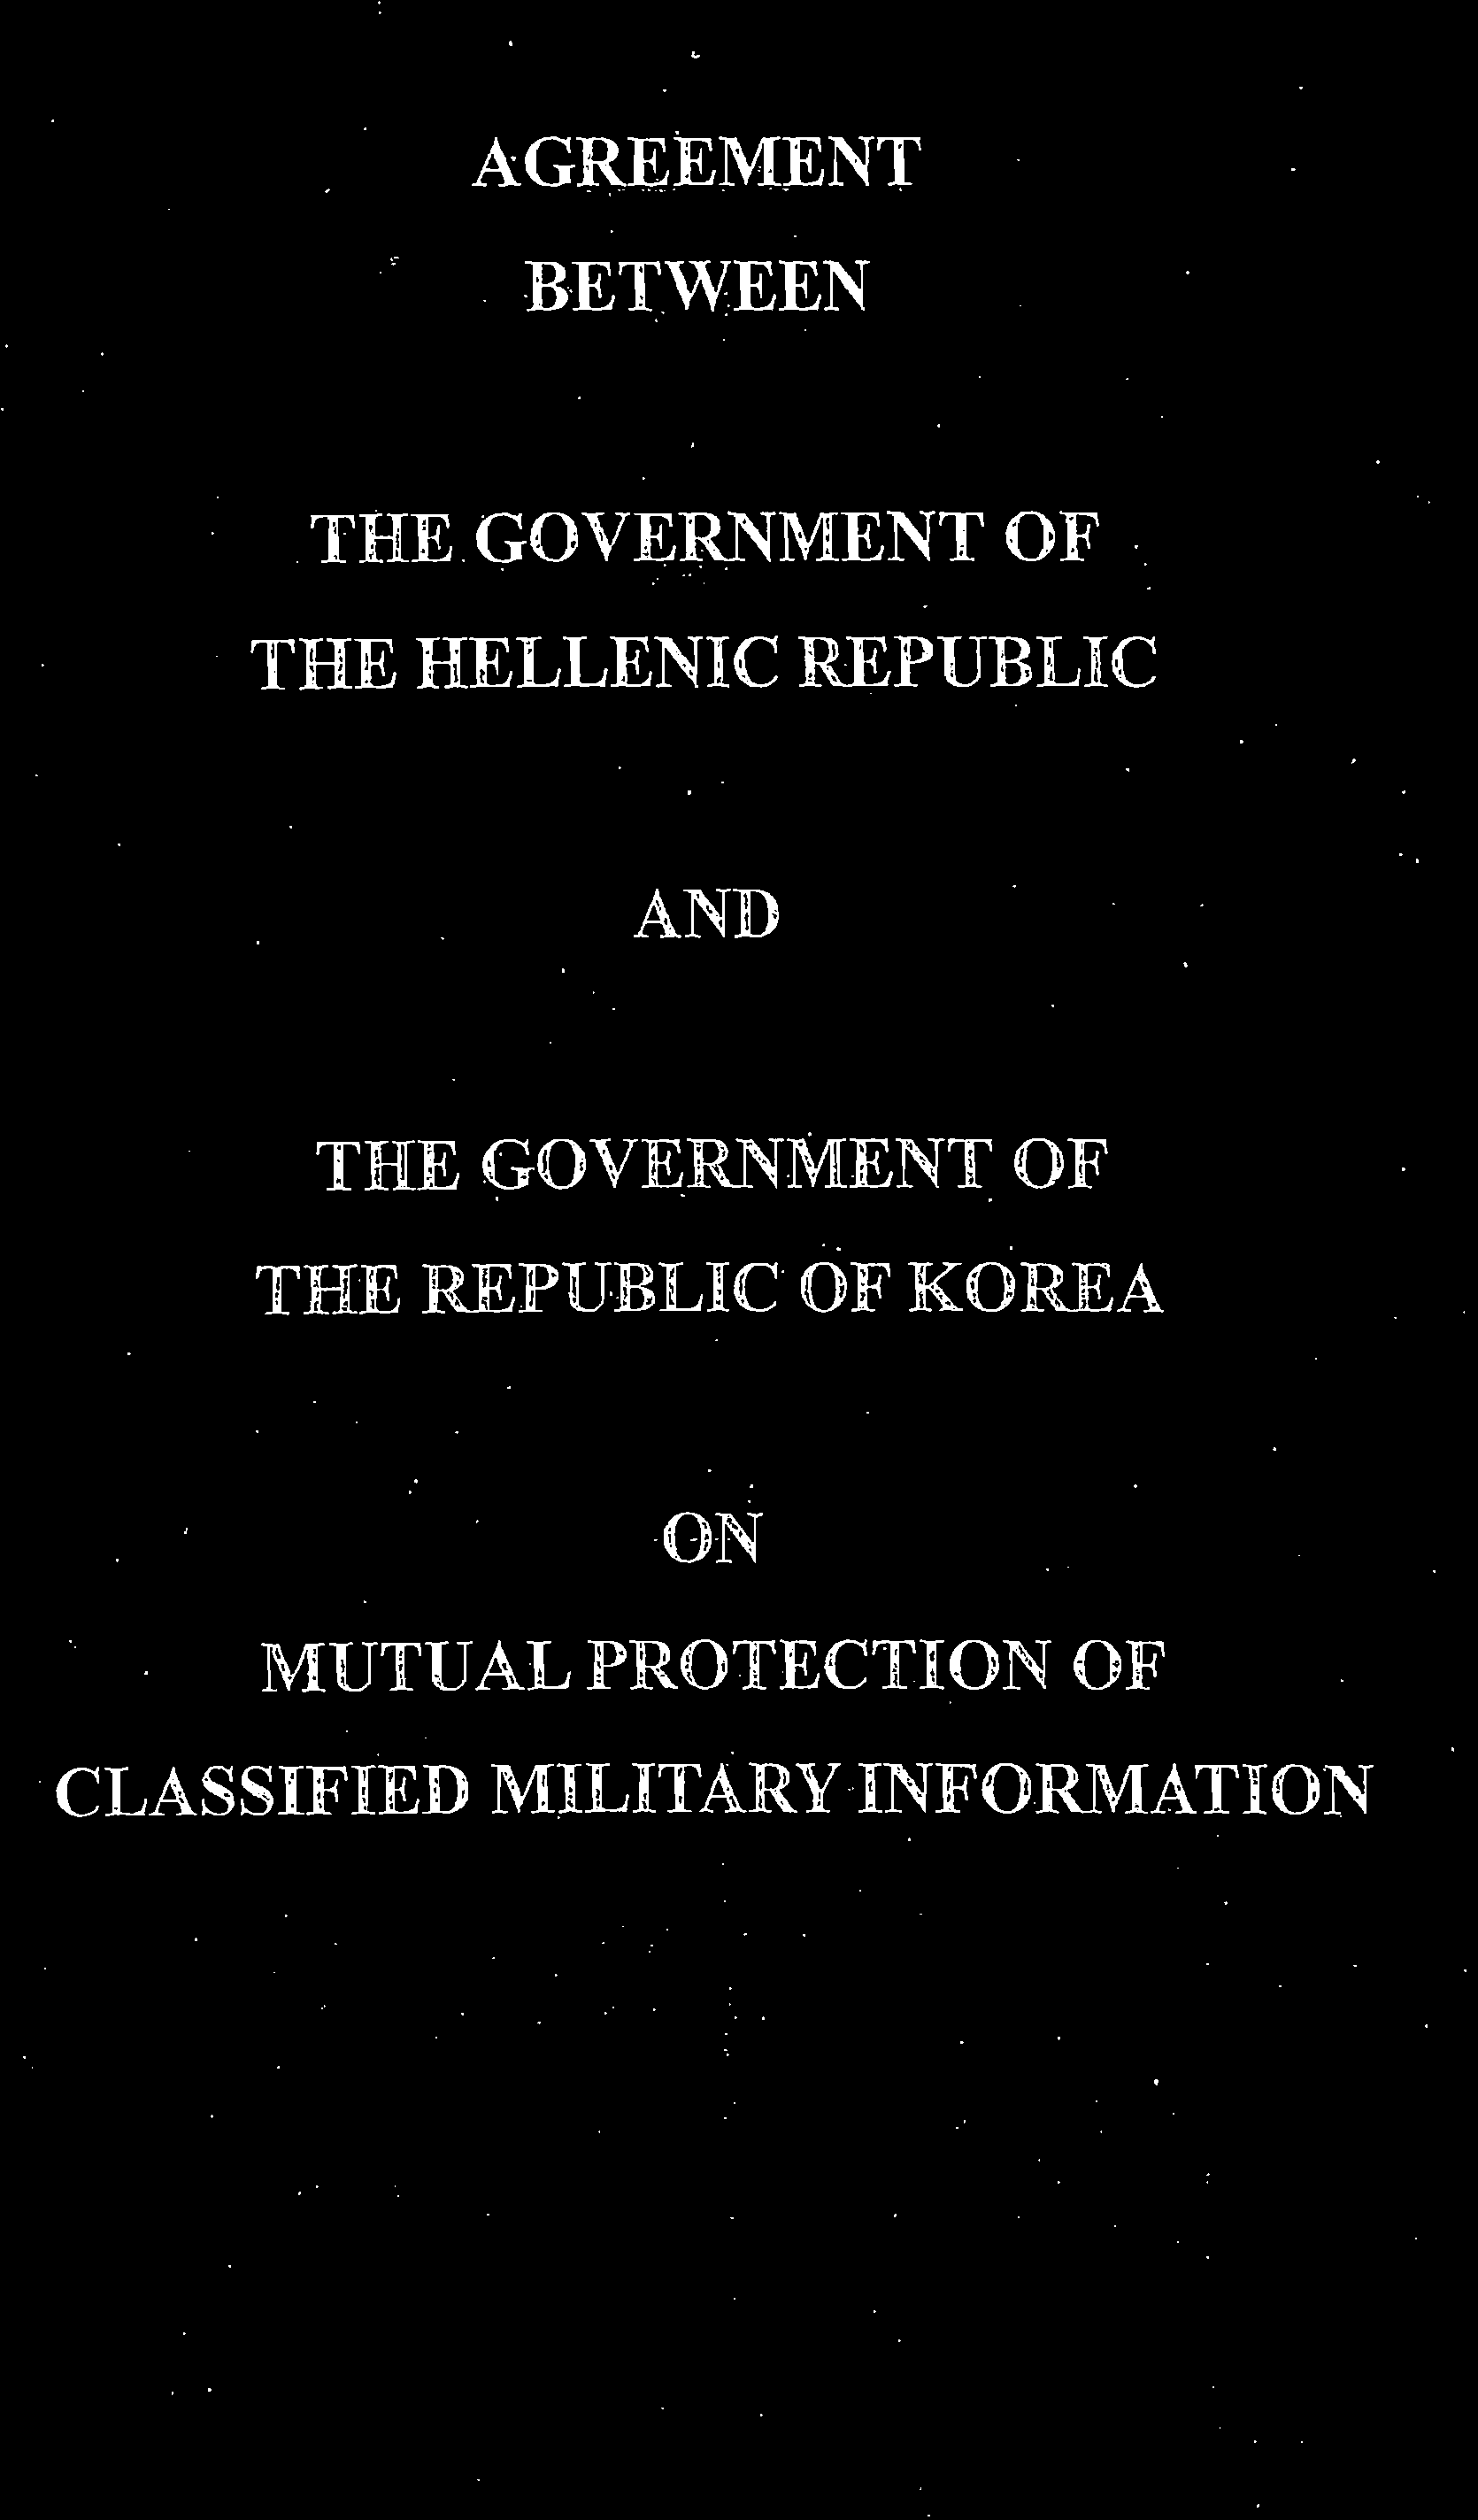 AGREEMENT
BETWEEN
THE GOVERNMENT OF
THE HELLENIC REPUBLIC
AND
THE GOVERNMENT OF
THE REPUBLIC OF KOREA
ON
MUTUAL PROTECTION OF
CLASSIFIED MILITARY INFORMATION